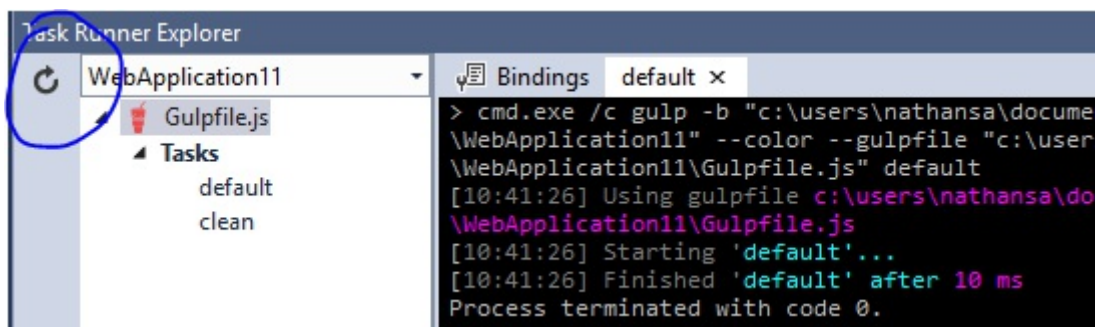 Task Runner Explorer
WebApplication11
Gulpfile.js
Tasks
default
clean
Bindings default ×
> cmd.exe /c gulp -b "c:\users\nathansa\docume
\WebApplication11" --color --gulpfile "c:\user
\WebApplication11\Gulpfile.js" default
[10:41:26] Using gulpfile c:\users\nathansa\do
\WebApplication11\Gulpfile.js
[10:41:26] Starting 'default'...
[10:41:26] Finished 'default' after 10 ms
Process terminated with code 0.